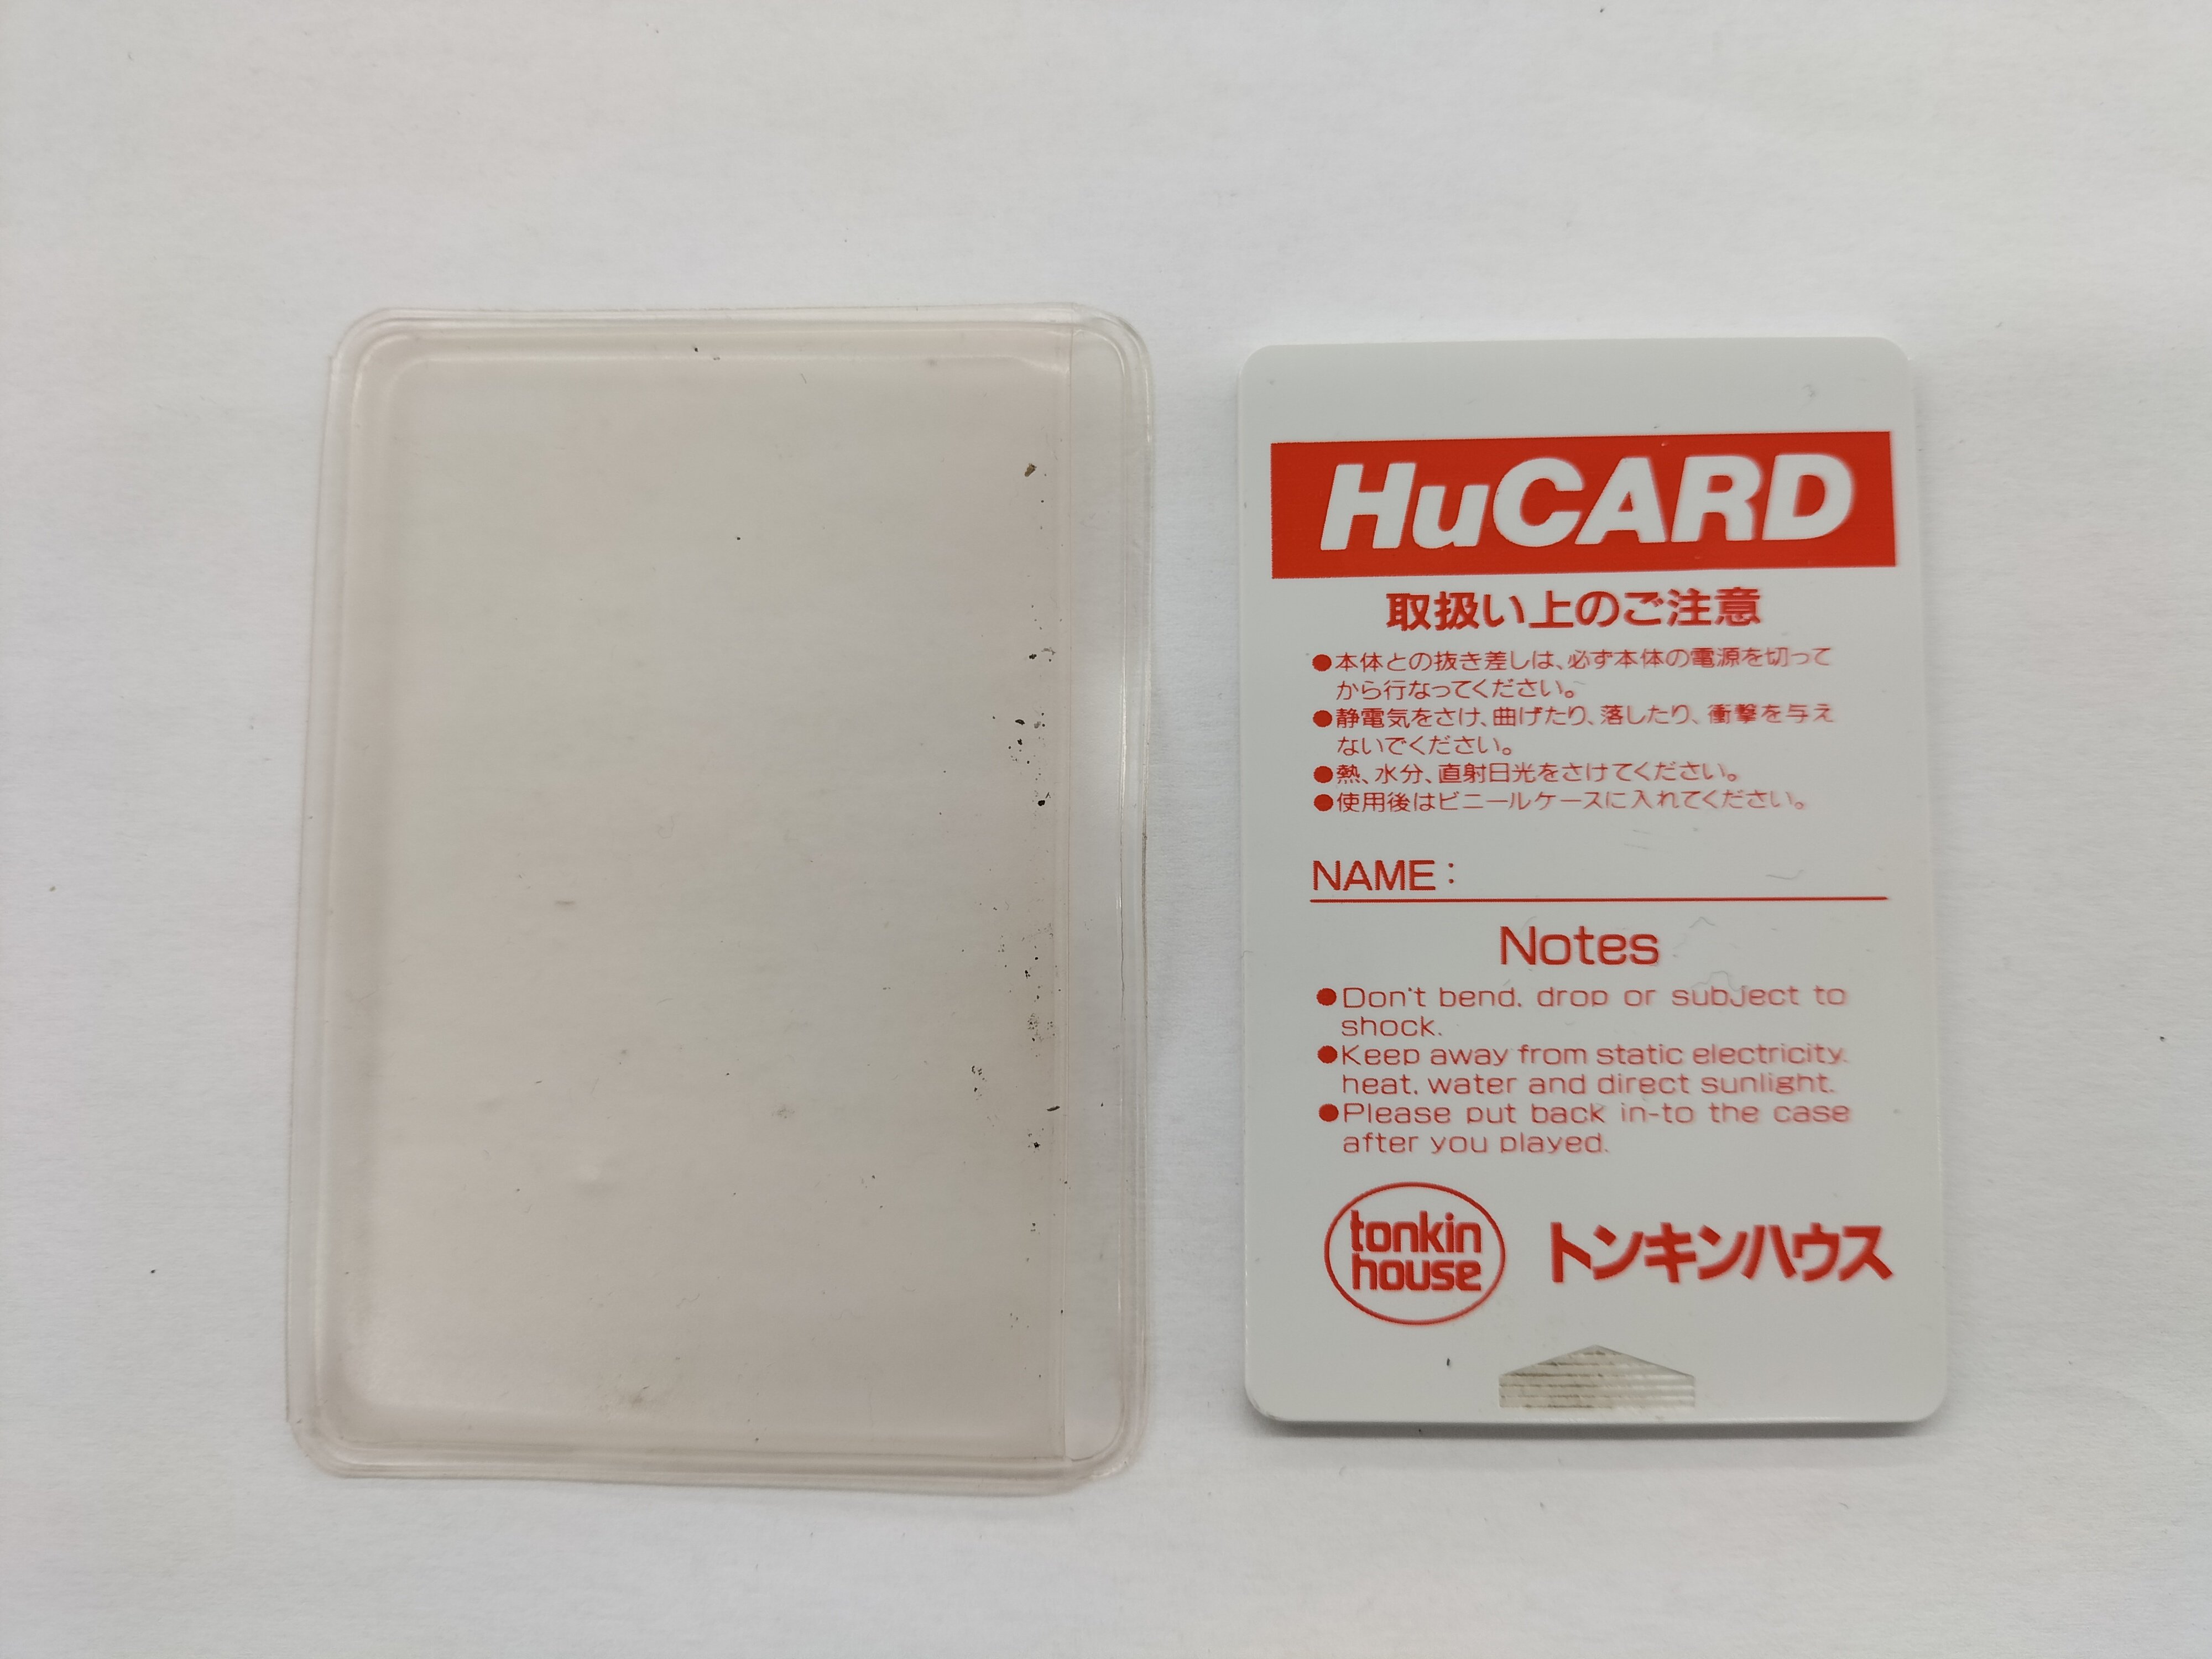 HuCARD
取扱い上のご注意
●本体との抜き差しは、必ず本体の電源を切って
から行なってください。
●静電気をさけ、曲げたり、落したり、衝撃を与え
ないでください。
●熱、水分、直射日光をさけてください。
●使用後はビニールケースに入れてください。
NAME:
Notes
●Don't bend, drop or subject to
shock.
●Keep away from static electricity,
heat, water and direct sunlight.
●Please put back in-to the case
after you played.
tonkin
house
トンキンハウス